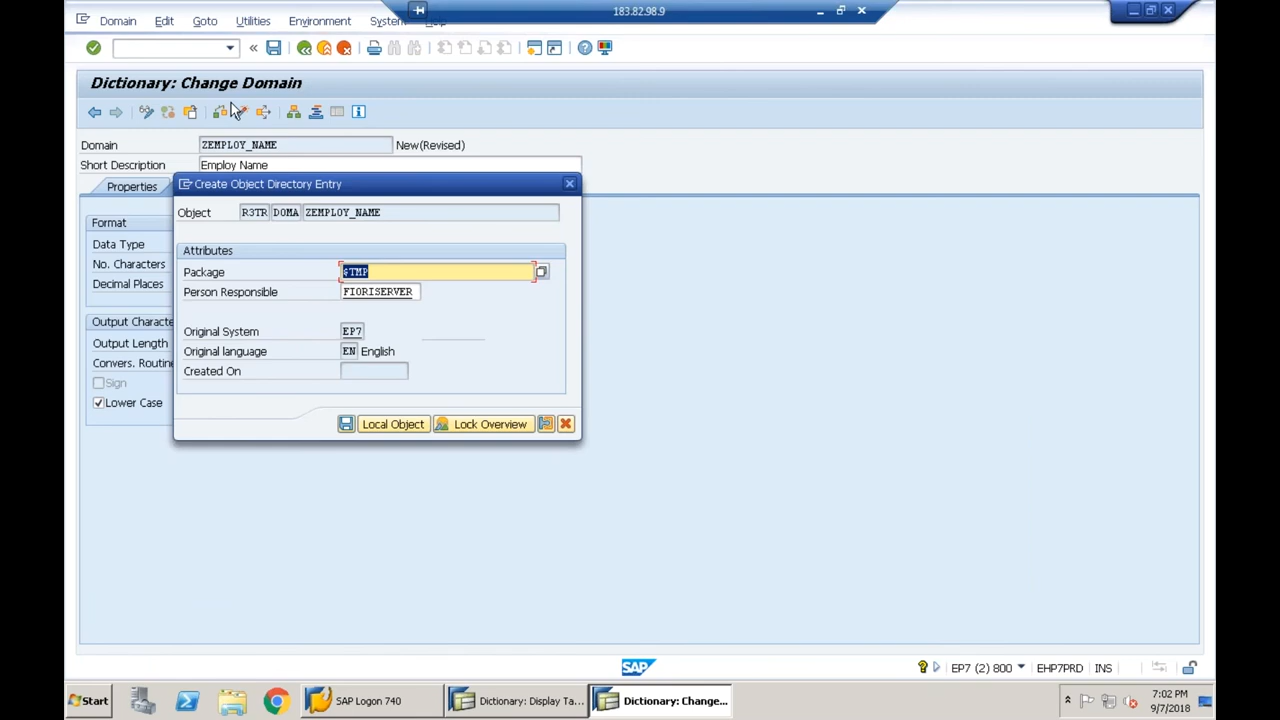 183.82.98.9
Domain Edit Goto Utilities Environment System Help
Dictionary: Change Domain
Domain ZEMPLOY_NAME New(Revised)
Short Description Employ Name
Properties
Create Object Directory Entry
Object R3TR DOMA ZEMPLOY_NAME
Format
Attributes
Data Type
Package $TMP
No. Characters
Person Responsible FIORISERVER
Decimal Places
Output Characte
Original System EP7
Output Length
Original language EN English
Convers. Routine
Created On
Sign
Lower Case
Local Object Lock Overview
SAP
EP7 (2) 800 EHP7PRD INS
Start
SAP Logon 740
Dictionary: Display Ta...
Dictionary: Change...
7:02 PM
9/7/2018